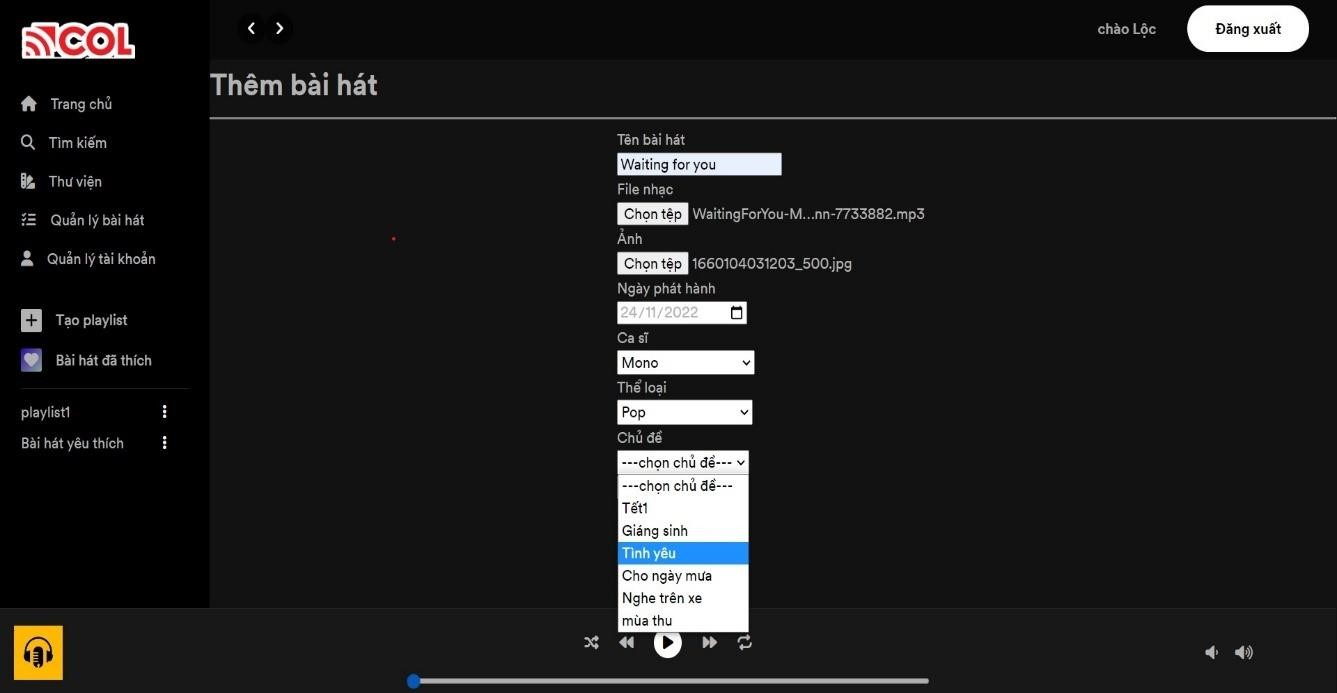 COL
chào Lộc
Đăng xuất
Trang chủ
Tìm kiếm
Thư viện
Quản lý bài hát
Quản lý tài khoản
Tạo playlist
Bài hát đã thích
playlist1
Bài hát yêu thích
Thêm bài hát
Tên bài hát
Waiting for you
File nhạc
Chọn tệp WaitingForYou-M...nn-7733882.mp3
Ảnh
Chọn tệp 1660104031203_500.jpg
Ngày phát hành
24/11/2022
Ca sĩ
Mono
Thể loại
Pop
Chủ đề
---chọn chủ đề---
---chọn chủ đề---
Tết1
Giáng sinh
Tình yêu
Cho ngày mưa
Nghe trên xe
mùa thu